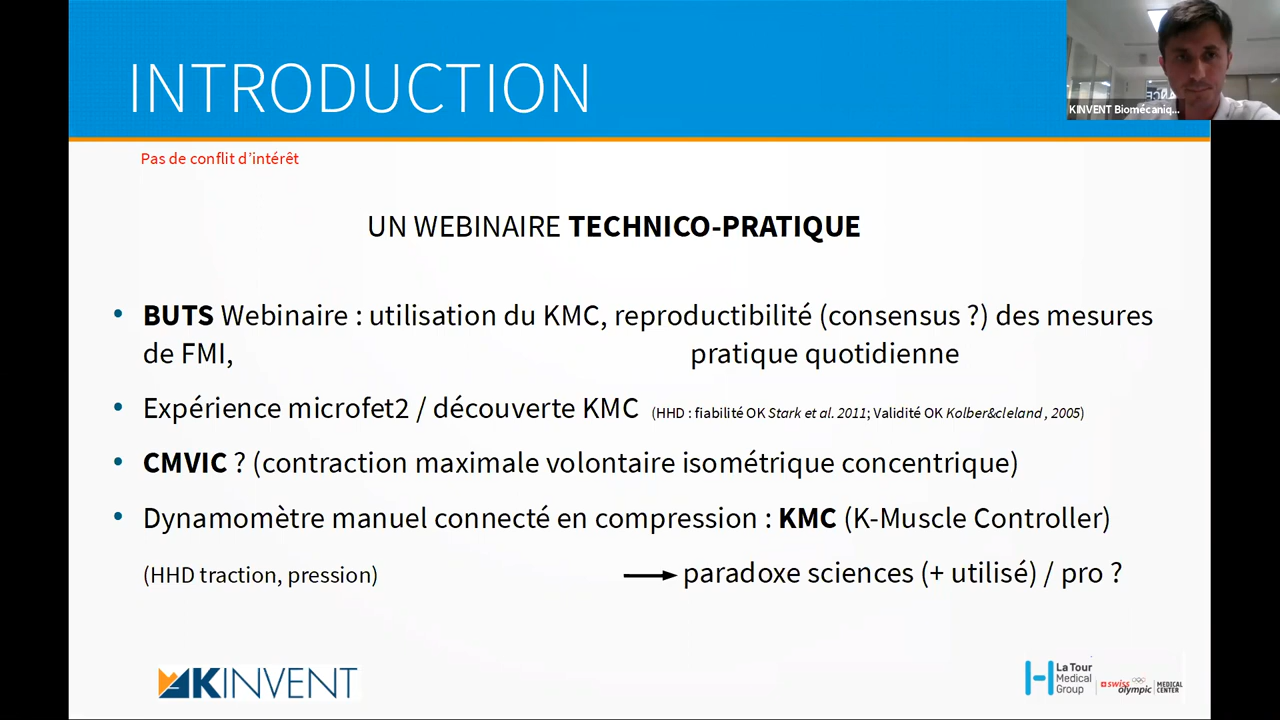 INTRODUCTION
KINVENT Biomécaniq...
Pas de conflit d'intérêt
UN WEBINAIRE TECHNICO-PRATIQUE
• BUTS Webinaire : utilisation du KMC, reproductibilité (consensus ?) des mesures
de FMI, pratique quotidienne
• Expérience microfet2 / découverte KMC (HHD : fiabilité OK Stark et al. 2011; Validité OK Kolber&cleland , 2005)
• CMVIC ? (contraction maximale volontaire isométrique concentrique)
• Dynamomètre manuel connecté en compression : KMC (K-Muscle Controller)
(HHD traction, pression) → paradoxe sciences (+ utilisé) / pro ?
KINVENT
La Tour
Medical
Group
swiss
olympic
MEDICAL
CENTER